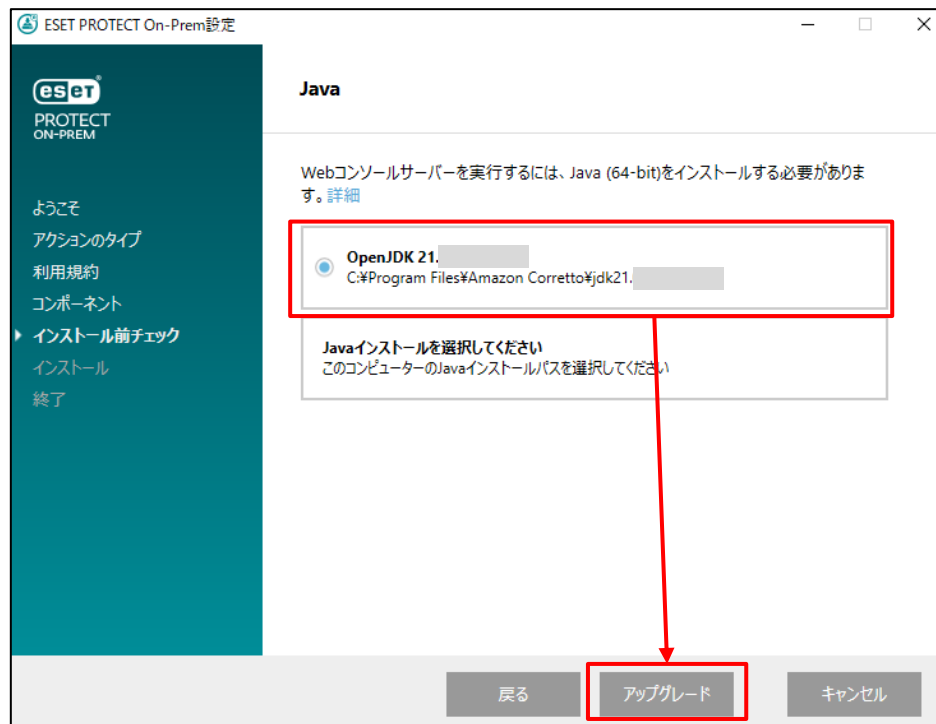 ESET PROTECT On-Prem設定
eset
PROTECT
ON-PREM
ようこそ
アクションのタイプ
利用規約
コンポーネント
インストール前チェック
インストール
終了
Java
Webコンソールサーバーを実行するには、Java (64-bit)をインストールする必要がありま
す。詳細
OpenJDK 21.
C:¥Program Files¥Amazon Corretto¥jdk21.
Javaインストールを選択してください
このコンピューターのJavaインストールパスを選択してください
戻る
アップグレード
キャンセル